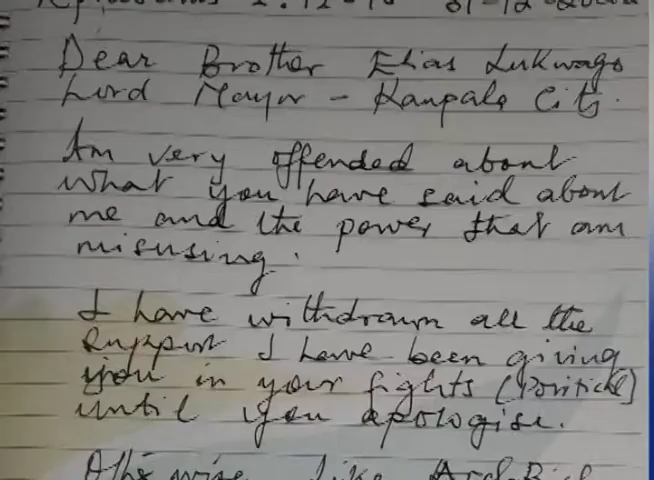 Dear Brother Elias Lukwago
Lord Mayor - Kampala City.
Am very offended about
what you have said about
me and the power that am
misusing.
I have withdrawn all the
support I have been giving
you in your fights (Political)
until you apologise.